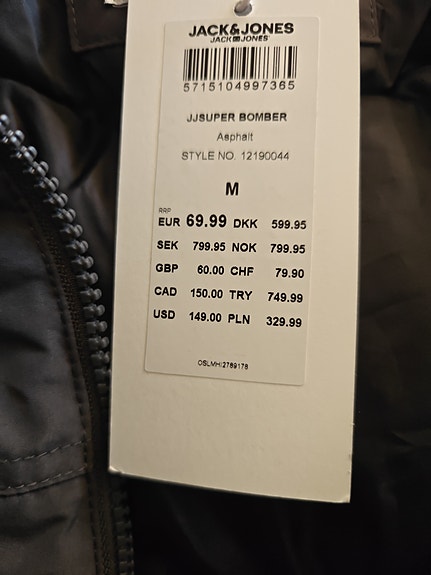 JACK&JONES
JACK&JONES
5715104997365
JJSUPER BOMBER
Asphalt
STYLE NO. 12190044
M
RRP
EUR 69.99 DKK 599.95
SEK 799.95 NOK 799.95
GBP 60.00 CHF 79.90
CAD 150.00 TRY 749.99
USD 149.00 PLN 329.99
OSLMH/2789178